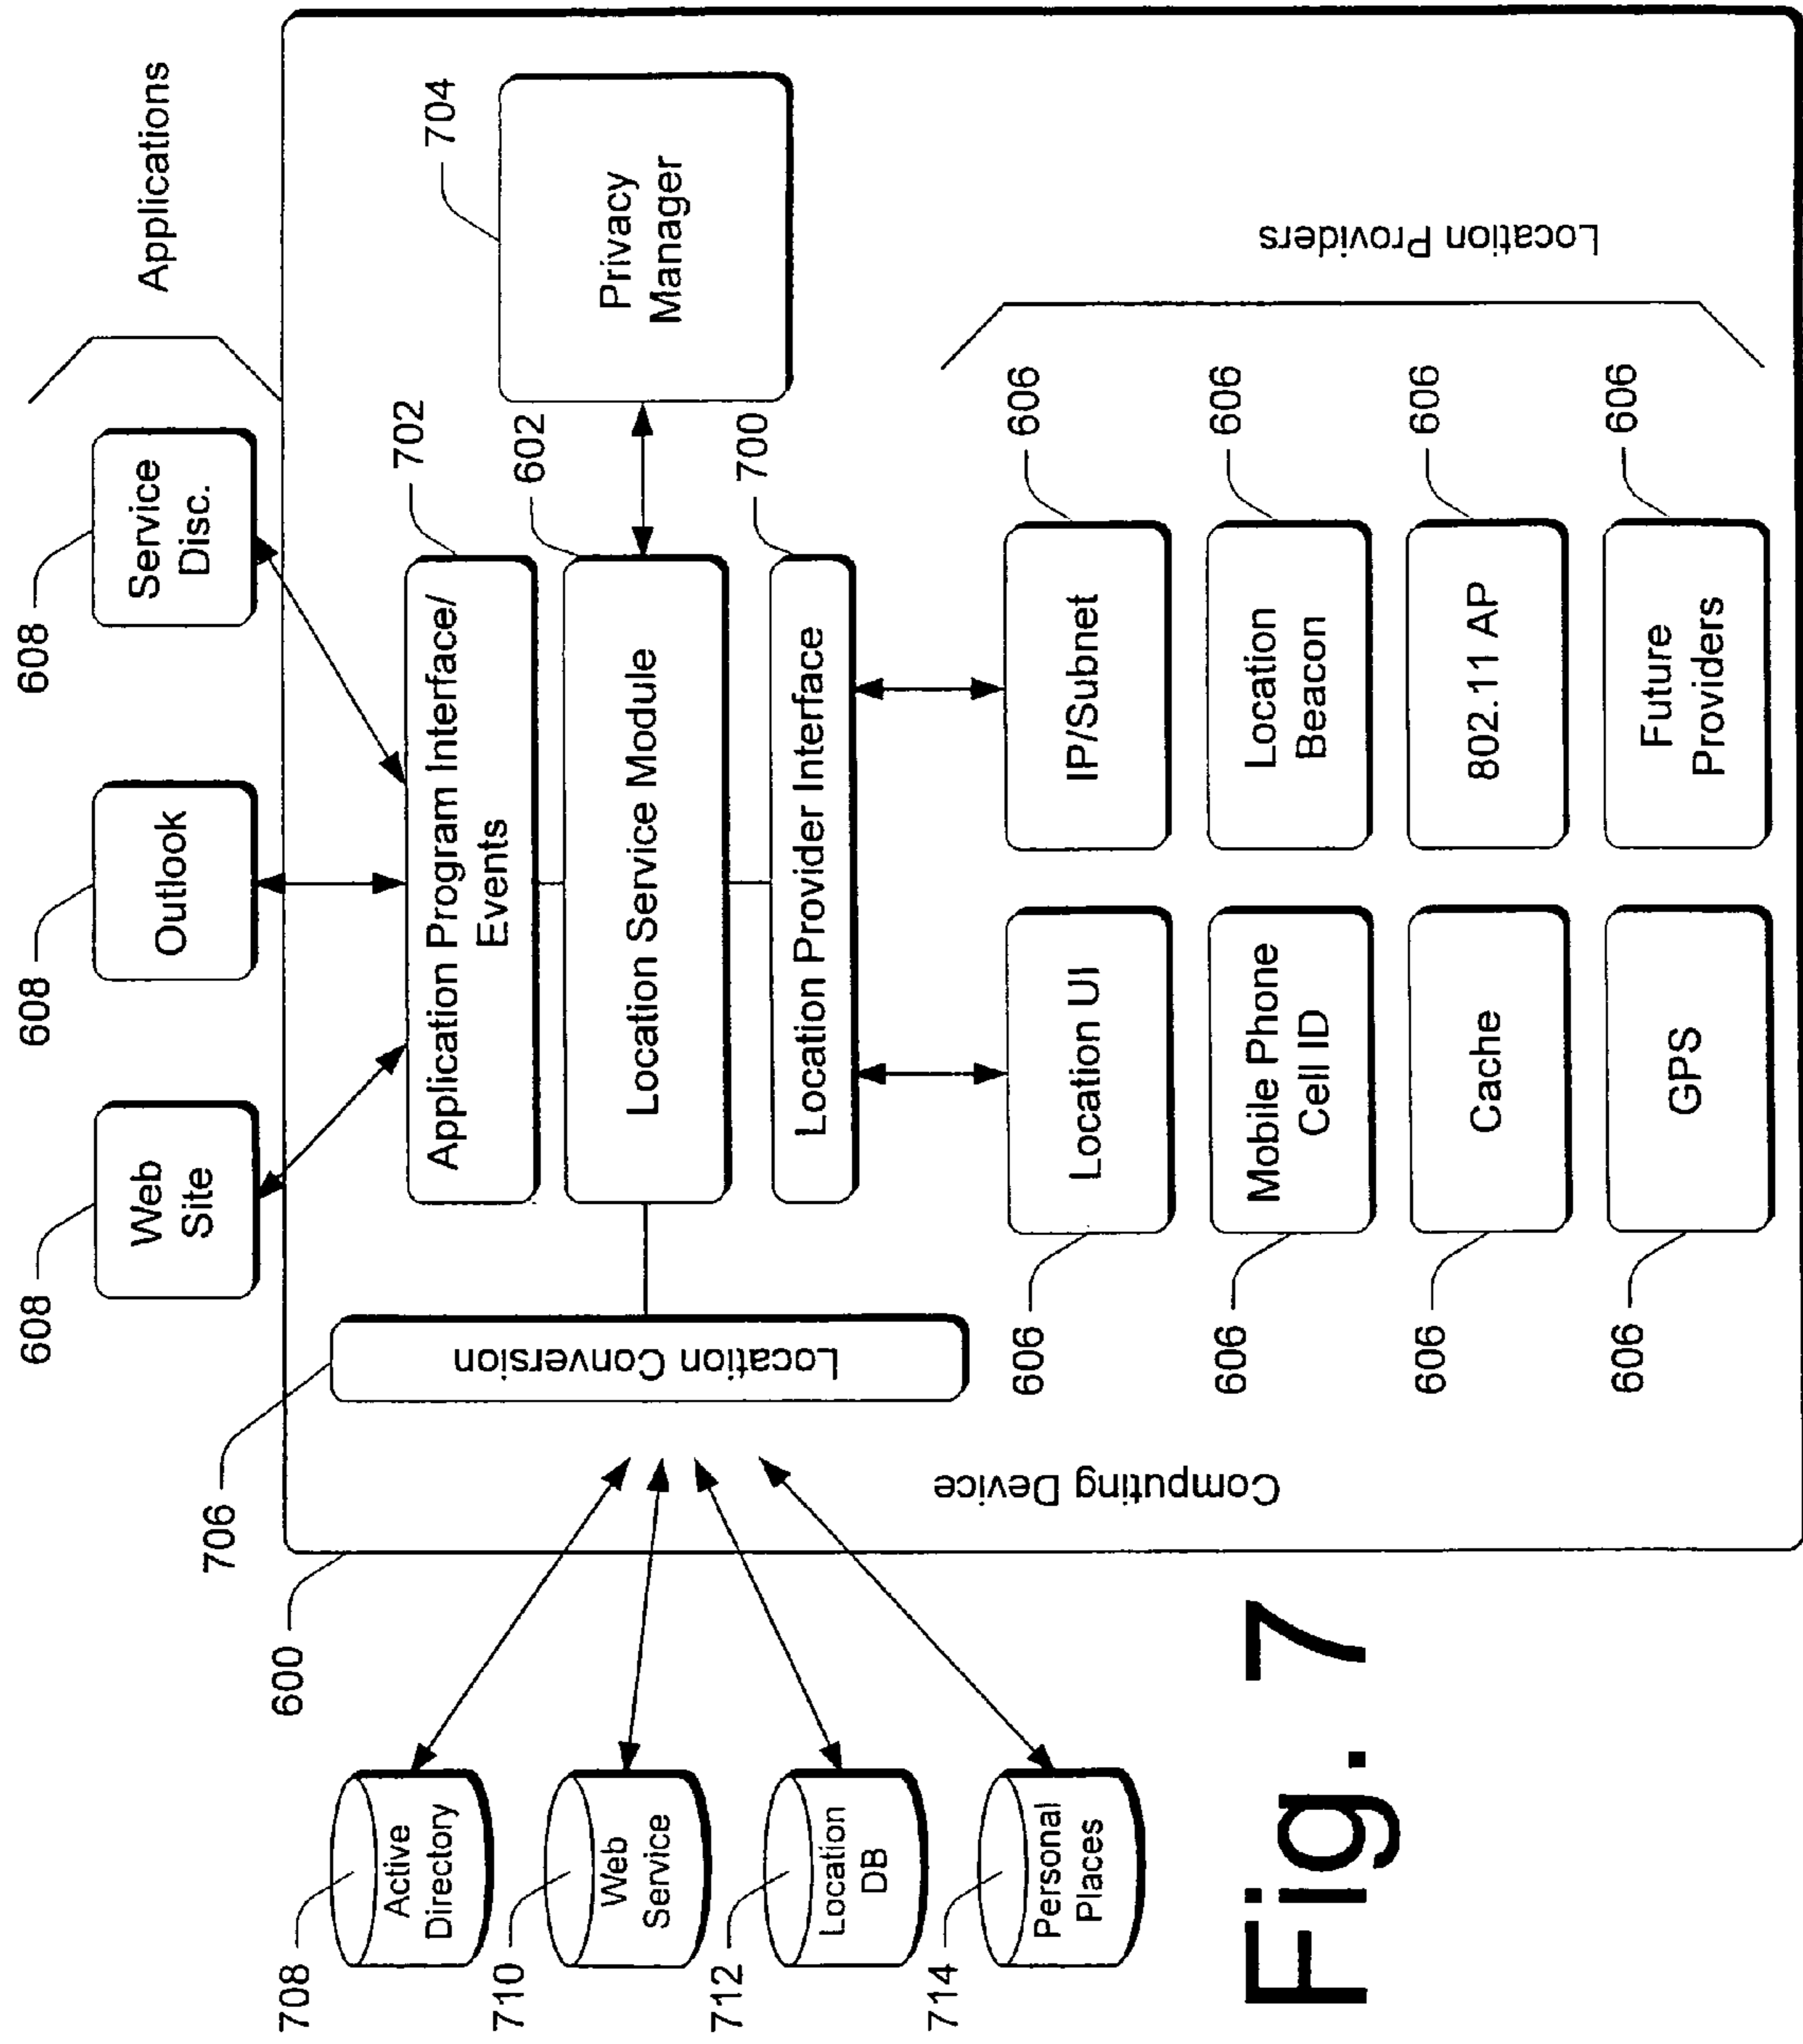 608
Web
Site
608
Outlook
608
Service
Disc.
Applications
706
600
702
Application Program Interface/
Events
602
Location Service Module
700
Location Provider Interface
704
Privacy
Manager
Location Conversion
Computing Device
708
Active
Directory
710
Web
Service
712
Location
DB
714
Personal
Places
606
Location UI
606
IP/Subnet
606
Mobile Phone
Cell ID
606
Location
Beacon
606
Cache
606
802.11 AP
606
GPS
606
Future
Providers
Location Providers
Fig. 7